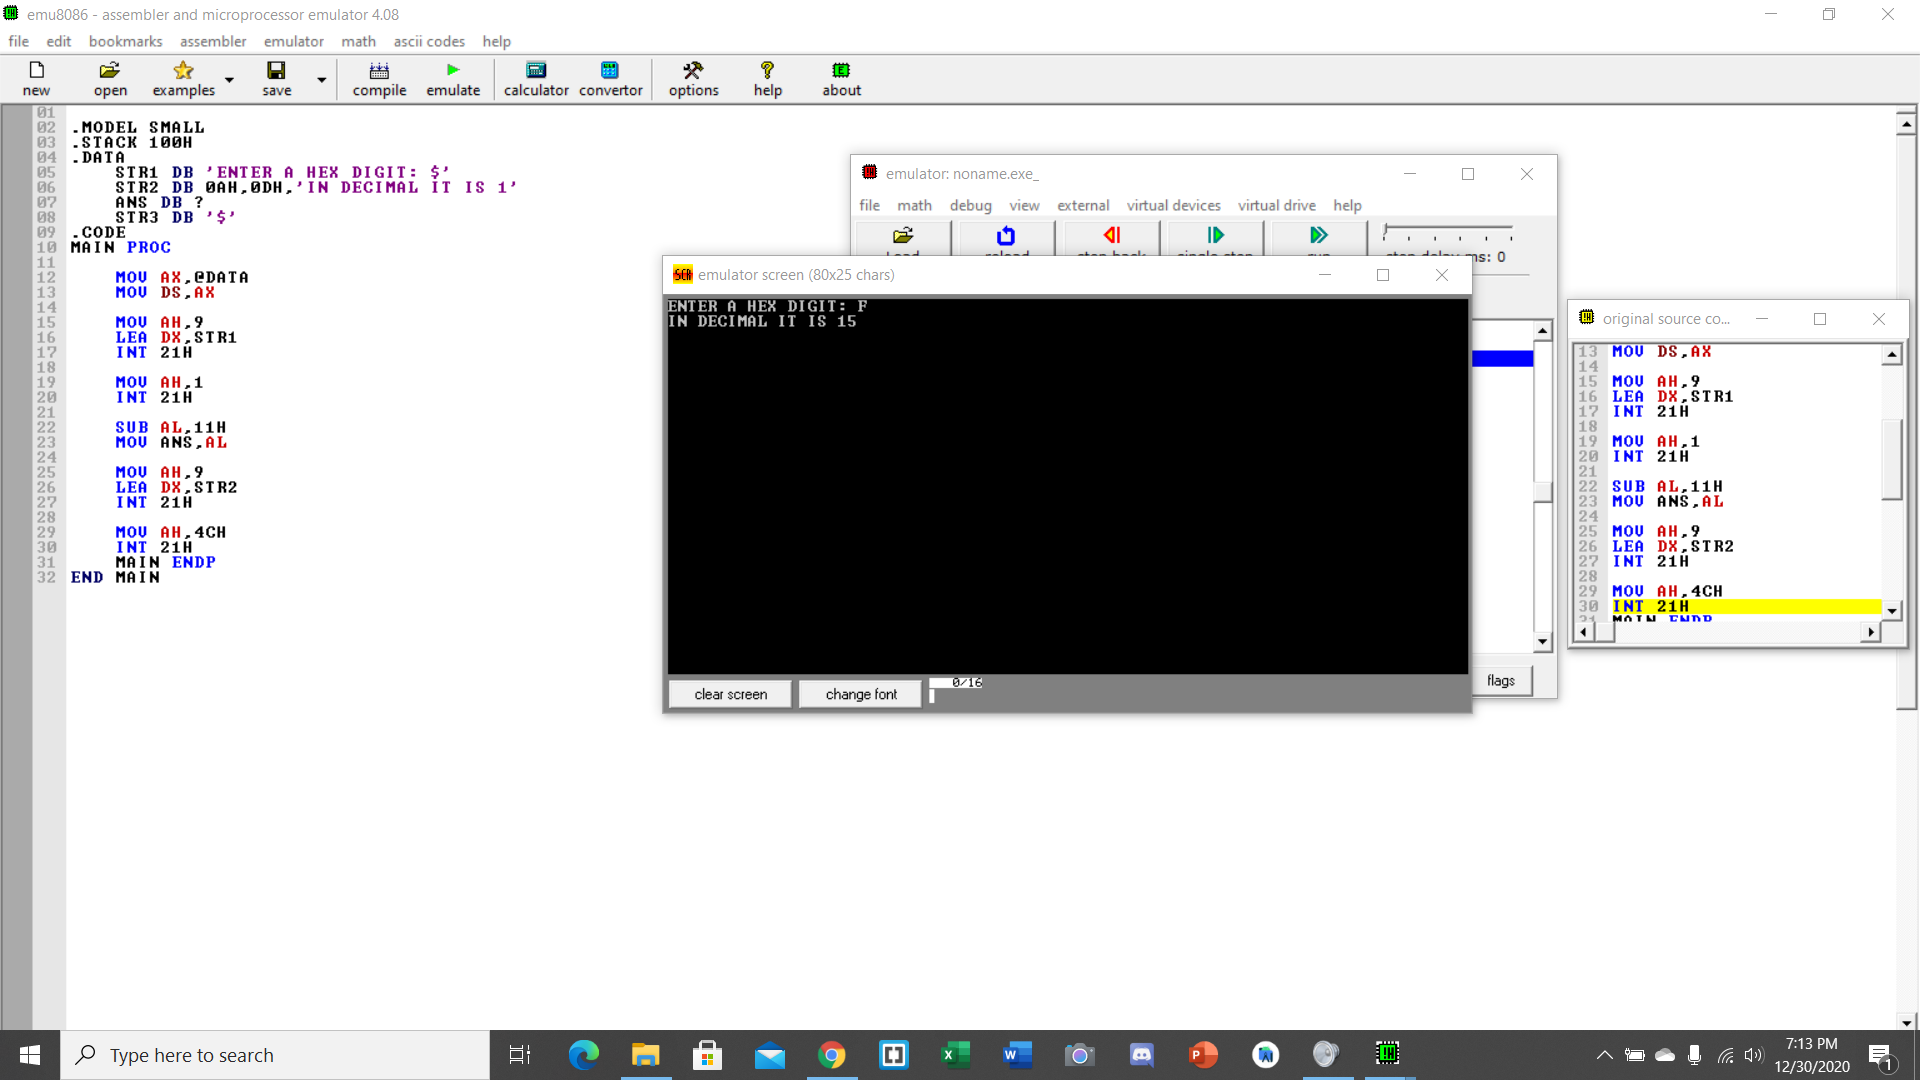 emu8086 - assembler and microprocessor emulator 4.08
file edit bookmarks assembler emulator math ascii codes help
new open examples save compile emulate calculator convertor options help about
01
02 .MODEL SMALL
03 .STACK 100H
04 .DATA
05 STR1 DB 'ENTER A HEX DIGIT: $'
06 STR2 DB 0AH,0DH,'IN DECIMAL IT IS 1'
07 ANS DB ?
08 STR3 DB '$'
09 .CODE
10 MAIN PROC
11
12 MOV AX,@DATA
13 MOV DS,AX
14
15 MOV AH,9
16 LEA DX,STR1
17 INT 21H
18
19 MOV AH,1
20 INT 21H
21
22 SUB AL,11H
23 MOV ANS,AL
24
25 MOV AH,9
26 LEA DX,STR2
27 INT 21H
28
29 MOV AH,4CH
30 INT 21H
31 MAIN ENDP
32 END MAIN
emulator: noname.exe_
file math debug view external virtual devices virtual drive help
step delay ms: 0
SCR emulator screen (80x25 chars)
ENTER A HEX DIGIT: F
IN DECIMAL IT IS 15
clear screen change font 0/16
flags
original source co...
13 MOV DS,AX
14
15 MOV AH,9
16 LEA DX,STR1
17 INT 21H
18
19 MOV AH,1
20 INT 21H
21
22 SUB AL,11H
23 MOV ANS,AL
24
25 MOV AH,9
26 LEA DX,STR2
27 INT 21H
28
29 MOV AH,4CH
30 INT 21H
31 MAIN ENDP
Type here to search
7:13 PM
12/30/2020
1